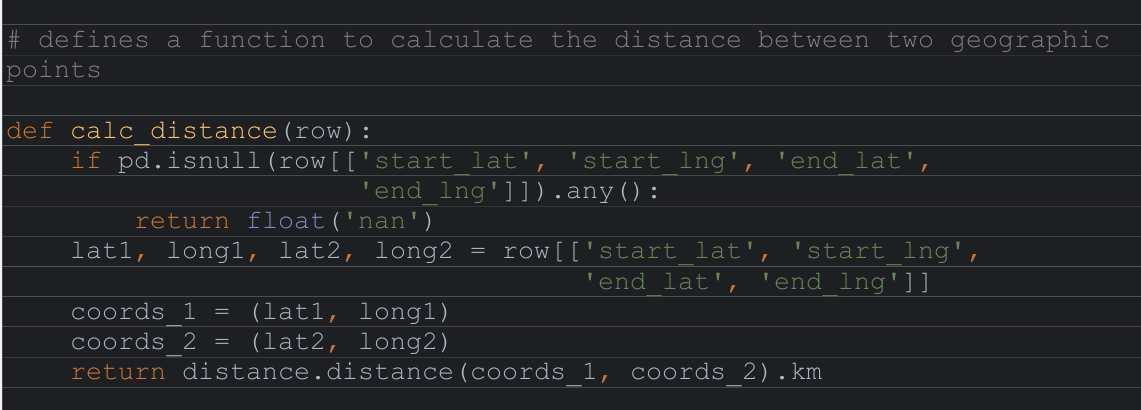 # defines a function to calculate the distance between two geographic
points
def calc_distance(row):
    if pd.isnull(row[['start_lat', 'start_lng', 'end_lat',
                      'end_lng']]).any():
        return float('nan')
    lat1, long1, lat2, long2 = row[['start_lat', 'start_lng',
                                    'end_lat', 'end_lng']]
    coords_1 = (lat1, long1)
    coords_2 = (lat2, long2)
    return distance.distance(coords_1, coords_2).km